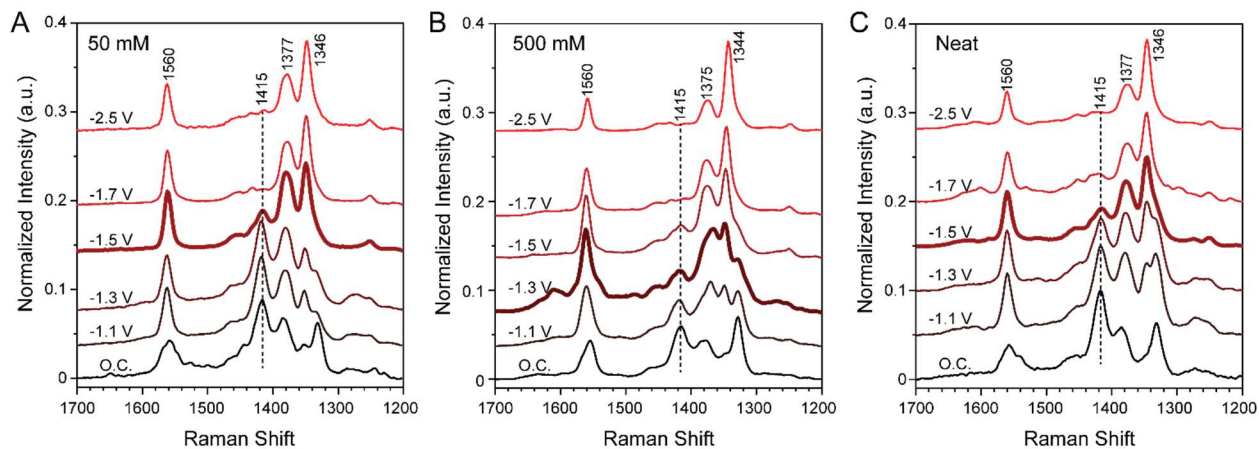 A
50 mM
0.4
0.3
0.2
0.1
0
Normalized Intensity (a.u.)
1560
1415
1377
1346
-2.5 V
-1.7 V
-1.5 V
-1.3 V
-1.1 V
O.C.
1700 1600 1500 1400 1300 1200
Raman Shift
B
500 mM
0.4
0.3
0.2
0.1
0
Normalized Intensity (a.u.)
1560
1415
1375
1344
-2.5 V
-1.7 V
-1.5 V
-1.3 V
-1.1 V
O.C.
1700 1600 1500 1400 1300 1200
Raman Shift
C
Neat
0.4
0.3
0.2
0.1
0
Normalized Intensity (a.u.)
1560
1415
1377
1346
-2.5 V
-1.7 V
-1.5 V
-1.3 V
-1.1 V
O.C.
1700 1600 1500 1400 1300 1200
Raman Shift